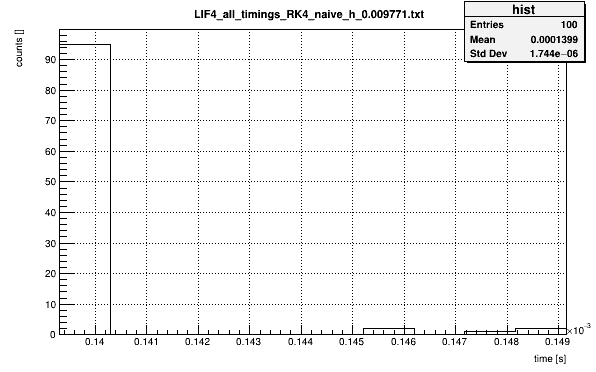 LIF4_all_timings_RK4_naive_h_0.009771.txt
hist
Entries 100
Mean 0.0001399
Std Dev 1.744e−06
counts []
90
80
70
60
50
40
30
20
10
0
0.14 0.141 0.142 0.143 0.144 0.145 0.146 0.147 0.148 0.149
×10⁻³
time [s]